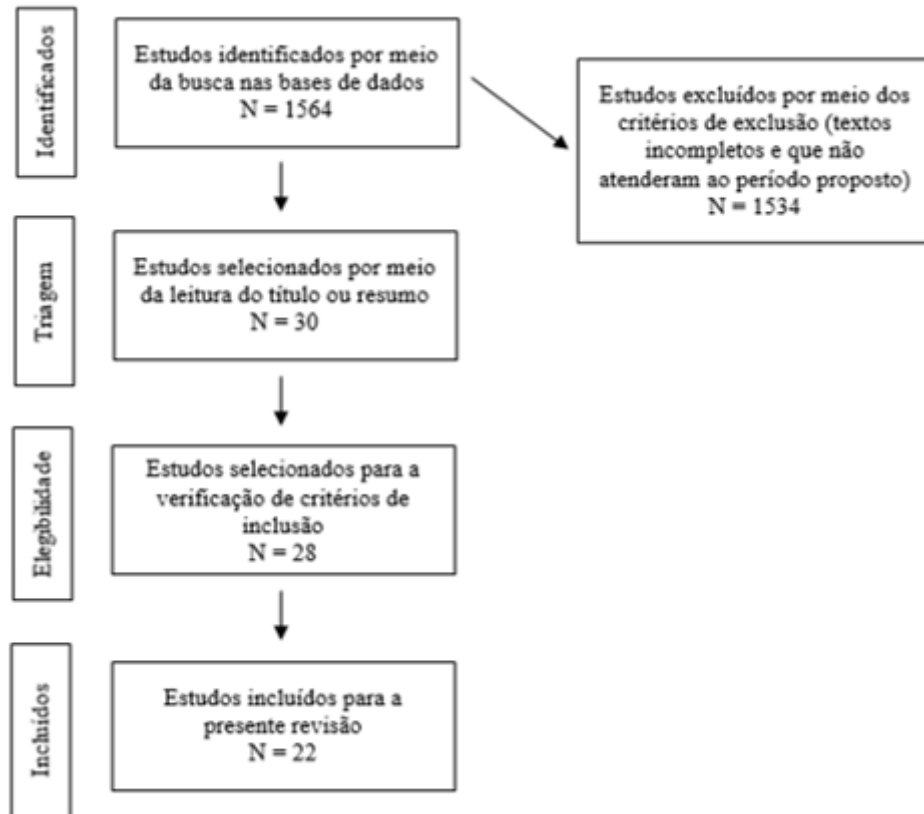 Identificados
Estudos identificados por meio
da busca nas bases de dados
N = 1564
Estudos excluídos por meio dos
critérios de exclusão (textos
incompletos e que não
atenderam ao período proposto)
N = 1534
Triagem
Estudos selecionados por meio
da leitura do título ou resumo
N = 30
Elegibilidade
Estudos selecionados para a
verificação de critérios de
inclusão
N = 28
Incluídos
Estudos incluídos para a
presente revisão
N = 22